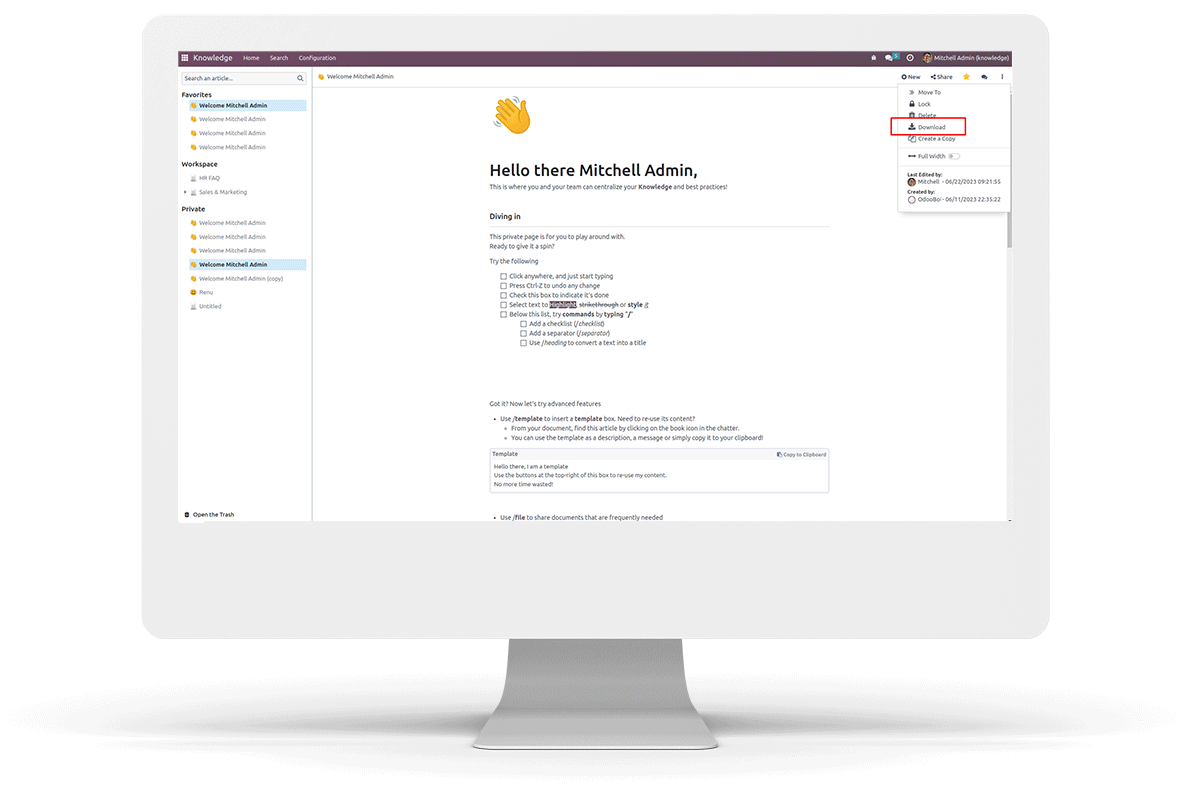 Knowledge Home Search Configuration
5 Mitchell Admin (knowledge)
Search an article...
Welcome Mitchell Admin
New Share
Favorites
Welcome Mitchell Admin
Welcome Mitchell Admin
Welcome Mitchell Admin
Welcome Mitchell Admin
Workspace
HR FAQ
Sales & Marketing
Private
Welcome Mitchell Admin
Welcome Mitchell Admin
Welcome Mitchell Admin
Welcome Mitchell Admin
Welcome Mitchell Admin (copy)
Renu
Untitled
Open the Trash
Hello there Mitchell Admin,
This is where you and your team can centralize your Knowledge and best practices!
Diving in
This private page is for you to play around with.
Ready to give it a spin?
Try the following
Click anywhere, and just start typing
Press Ctrl-Z to undo any change
Check this box to indicate it's done
Select text to Highlight, strikethrough or style it
Below this list, try commands by typing "/"
Add a checklist (/checklist)
Add a separator (/separator)
Use /heading to convert a text into a title
Got it? Now let's try advanced features
Use /template to insert a template box. Need to re-use its content?
From your document, find this article by clicking on the book icon in the chatter.
You can use the template as a description, a message or simply copy it to your clipboard!
Template
Copy to Clipboard
Hello there, I am a template
Use the buttons at the top-right of this box to re-use my content.
No more time wasted!
Use /file to share documents that are frequently needed
Move To
Lock
Delete
Download
Create a Copy
Full Width
Last Edited by:
Mitchell - 06/22/2023 09:21:55
Created by:
OdooBot - 06/11/2023 22:35:22